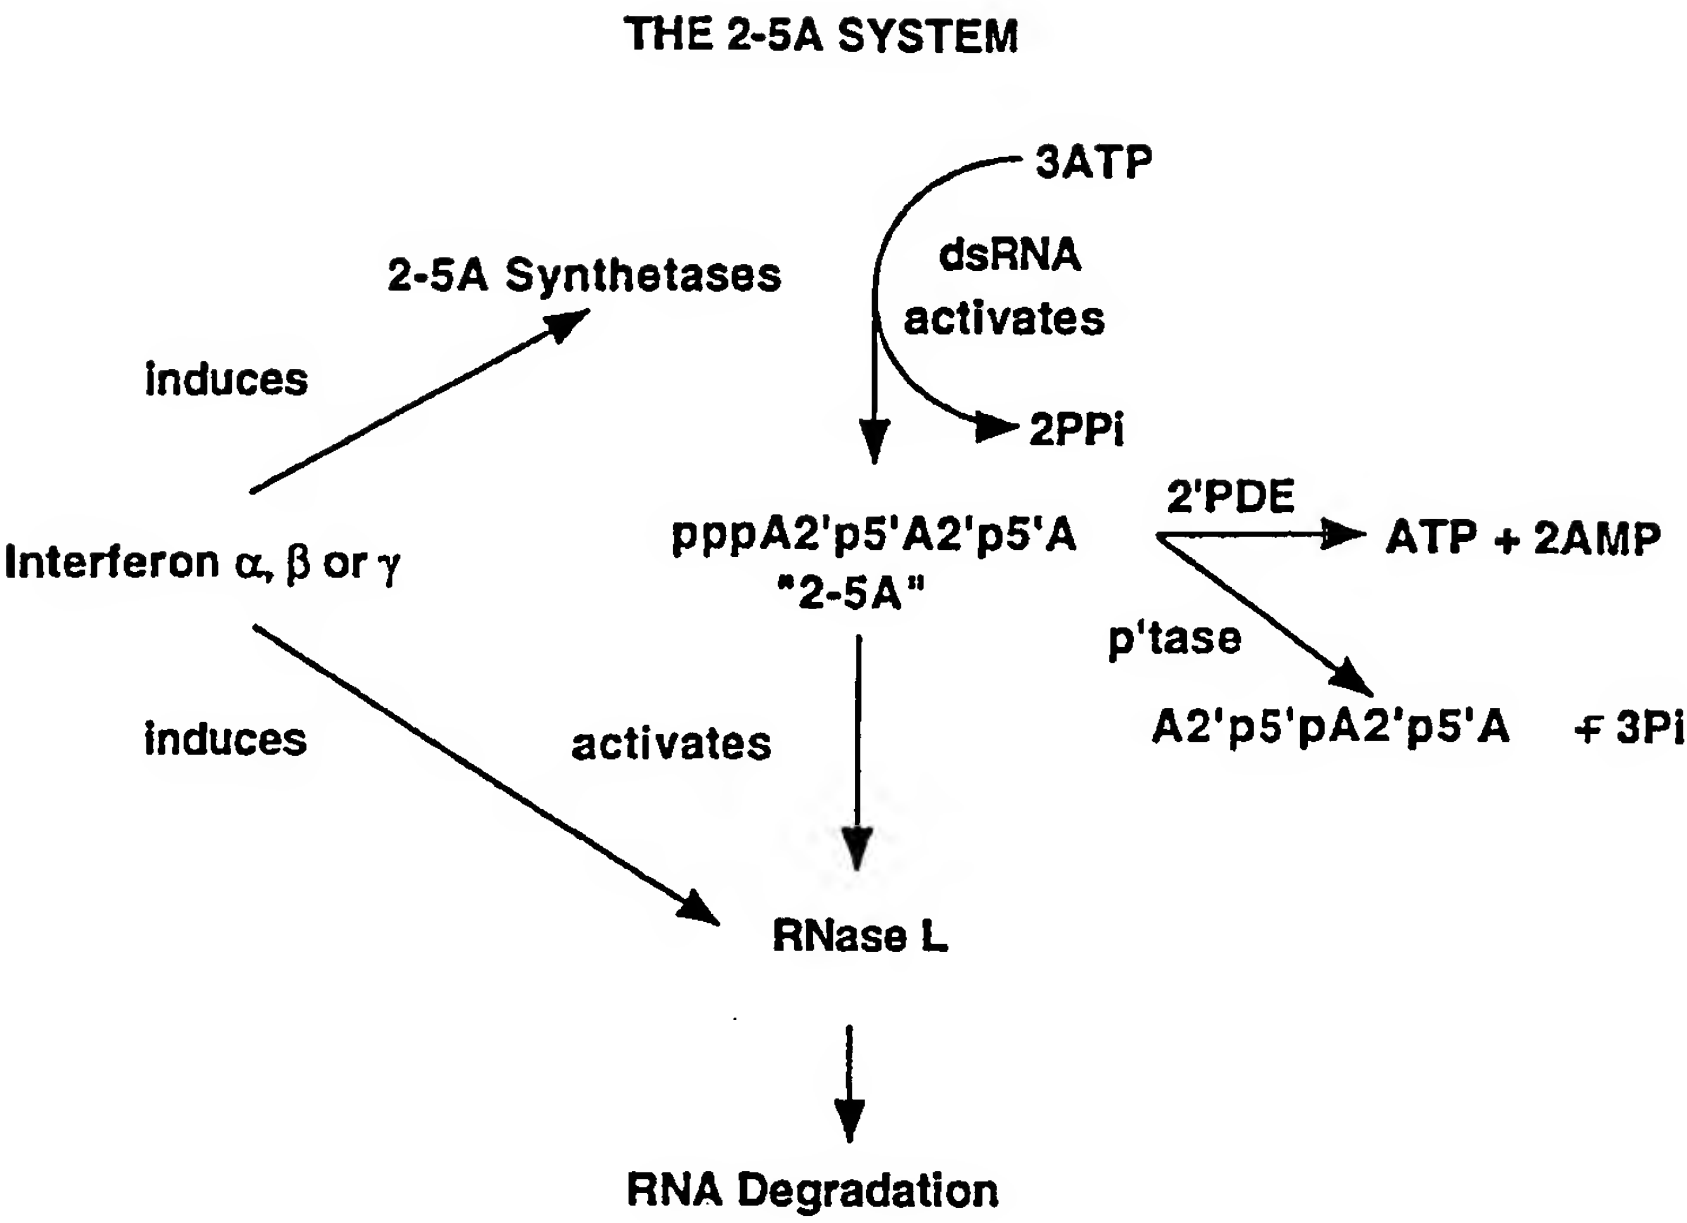 THE 2-5A SYSTEM
3ATP
dsRNA
2-5A Synthetases
activates
induces
2PPi
2'PDE
pppA2'p5'A2'p5'A
ATP + 2AMP
Interferon α, β or γ
"2-5A"
p'tase
A2'p5'pA2'p5'A + 3Pi
induces
activates
RNase L
RNA Degradation